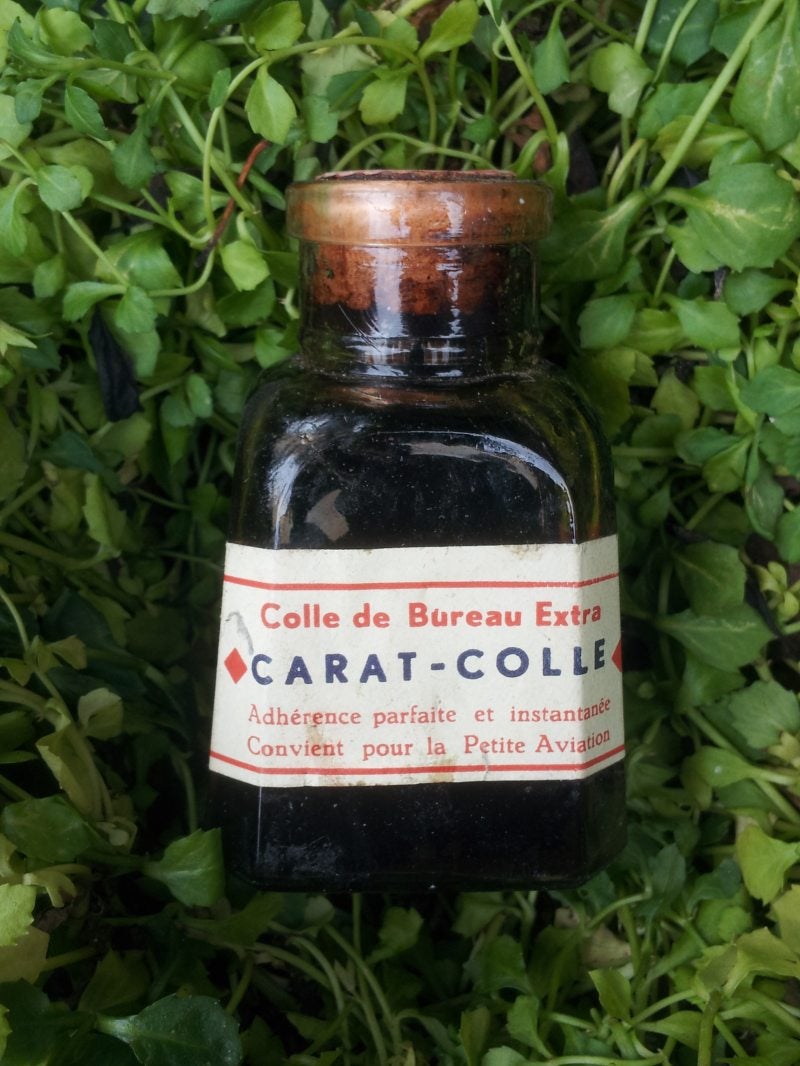 Colle de Bureau Extra
CARAT-COLLE
Adhérence parfaite et instantanée
Convient pour la Petite Aviation